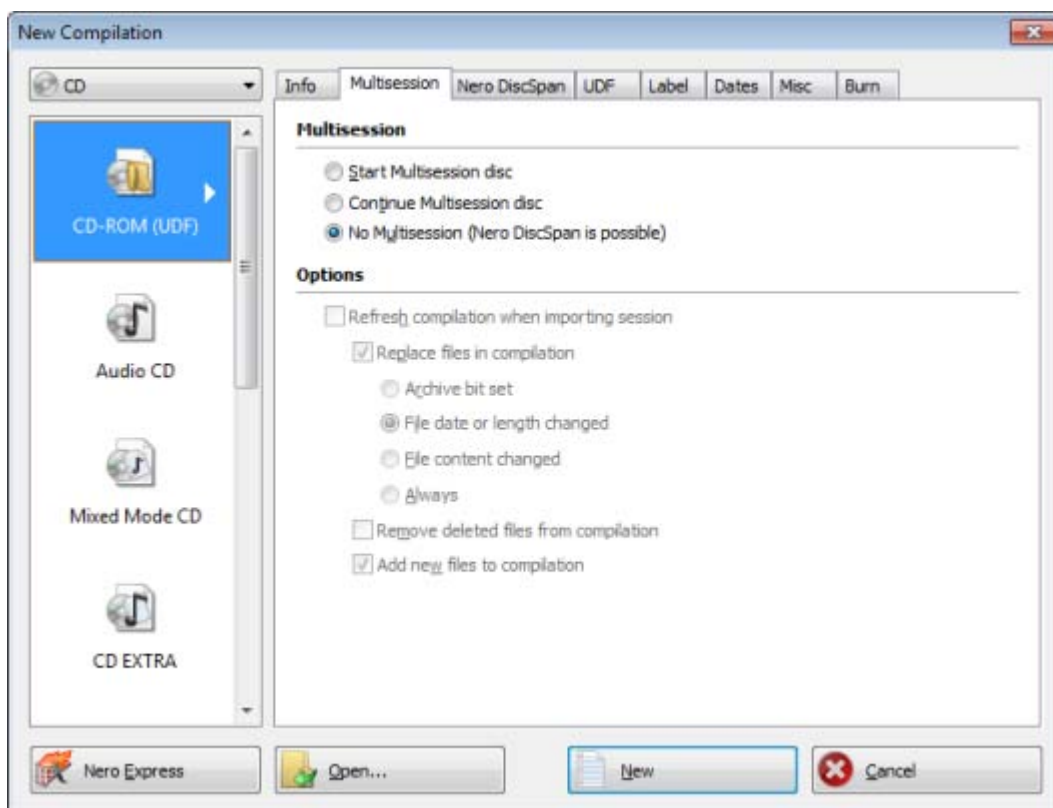 New Compilation
CD
Info Multisession Nero DiscSpan UDF Label Dates Misc Burn
CD-ROM (UDF)
Audio CD
Mixed Mode CD
CD EXTRA
Multisession
Start Multisession disc
Continue Multisession disc
No Multisession (Nero DiscSpan is possible)
Options
Refresh compilation when importing session
Replace files in compilation
Archive bit set
File date or length changed
File content changed
Always
Remove deleted files from compilation
Add new files to compilation
Nero Express Open... New Cancel